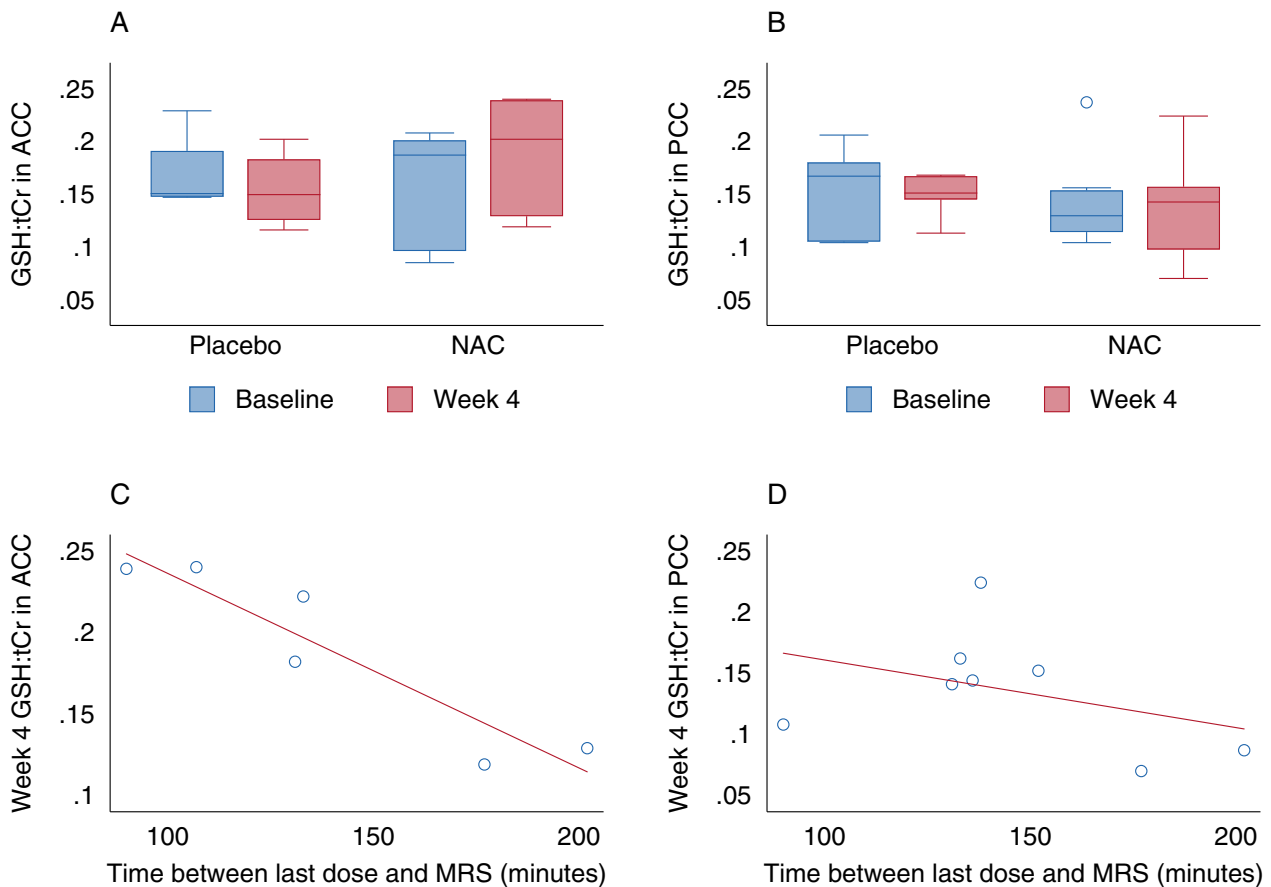 A
GSH:tCr in ACC
.25
.2
.15
.1
.05
Placebo NAC
Baseline Week 4
B
GSH:tCr in PCC
.25
.2
.15
.1
.05
Placebo NAC
Baseline Week 4
C
Week 4 GSH:tCr in ACC
.25
.2
.15
.1
100 150 200
Time between last dose and MRS (minutes)
D
Week 4 GSH:tCr in PCC
.25
.2
.15
.1
.05
100 150 200
Time between last dose and MRS (minutes)